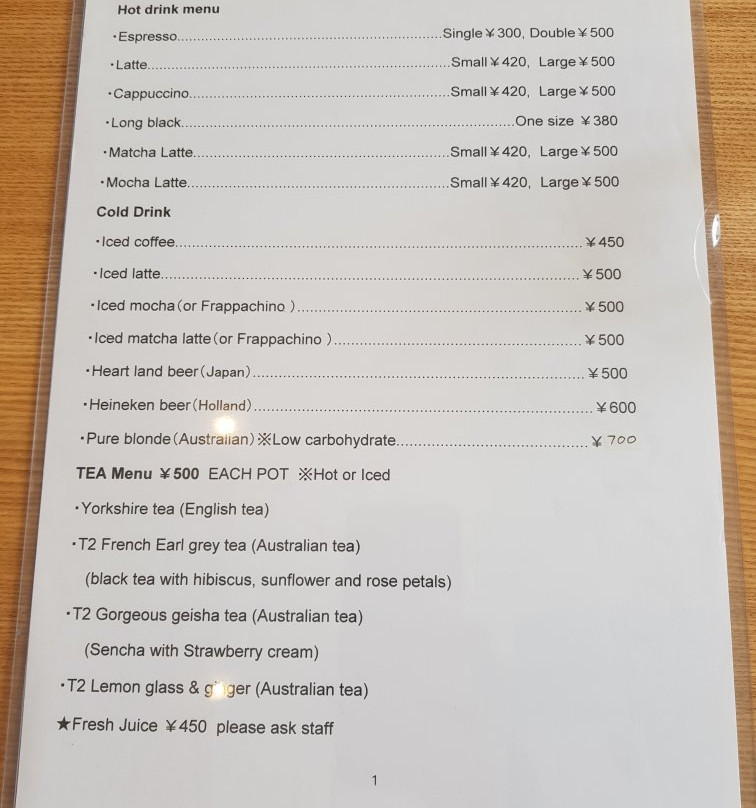 Hot drink menu
・Espresso....................................................Single¥300, Double¥500
・Latte............................................................Small¥420, Large¥500
・Cappuccino....................................................Small¥420, Large¥500
・Long black....................................................................One size ¥380
・Matcha Latte...................................................Small¥420, Large¥500
・Mocha Latte....................................................Small¥420, Large¥500
Cold Drink
・Iced coffee................................................................................¥450
・Iced latte...................................................................................¥500
・Iced mocha(or Frappachino )........................................................¥500
・Iced matcha latte(or Frappachino )................................................¥500
・Heart land beer(Japan)................................................................¥500
・Heineken beer(Holland)................................................................¥600
・Pure blonde(Australian)※Low carbohydrate.....................................¥700
TEA Menu ¥500 EACH POT ※Hot or Iced
・Yorkshire tea (English tea)
・T2 French Earl grey tea (Australian tea)
(black tea with hibiscus, sunflower and rose petals)
・T2 Gorgeous geisha tea (Australian tea)
(Sencha with Strawberry cream)
・T2 Lemon glass & ginger (Australian tea)
★Fresh Juice ¥450 please ask staff
1